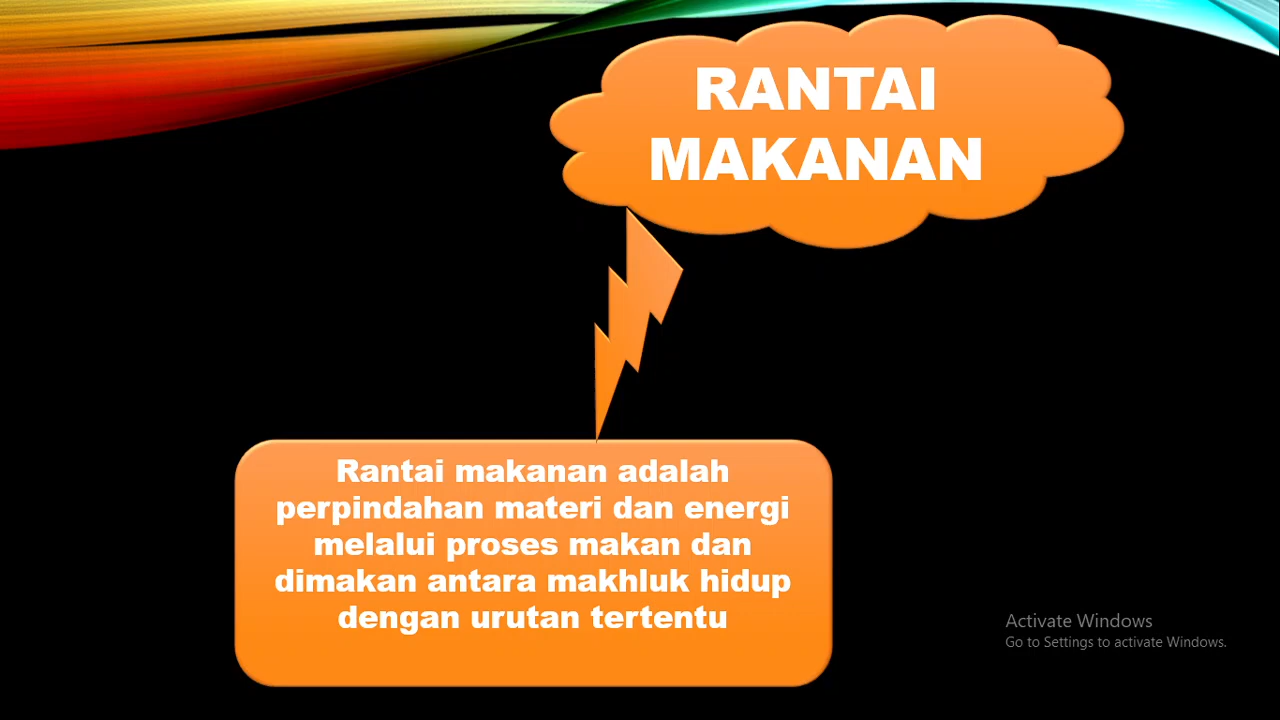 RANTAI
MAKANAN
Rantai makanan adalah
perpindahan materi dan energi
melalui proses makan dan
dimakan antara makhluk hidup
dengan urutan tertentu
Activate Windows
Go to Settings to activate Windows.